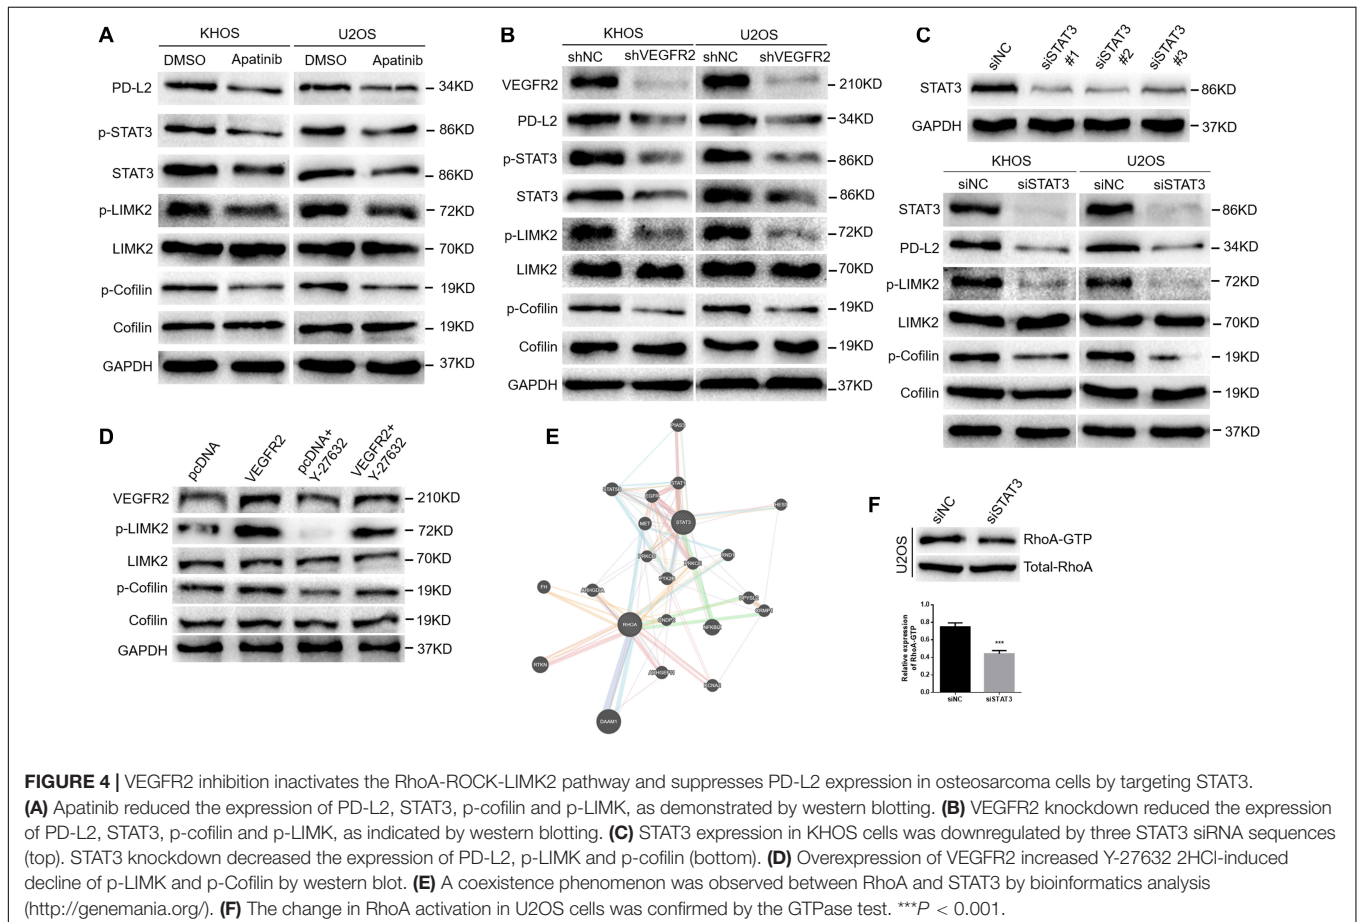 A
KHOS U2OS
DMSO Apatinib DMSO Apatinib
PD-L2 34KD
p-STAT3 86KD
STAT3 86KD
p-LIMK2 72KD
LIMK2 70KD
p-Cofilin 19KD
Cofilin 19KD
GAPDH 37KD
B
KHOS U2OS
shNC shVEGFR2 shNC shVEGFR2
VEGFR2 210KD
PD-L2 34KD
p-STAT3 86KD
STAT3 86KD
p-LIMK2 72KD
LIMK2 70KD
p-Cofilin 19KD
Cofilin 19KD
GAPDH 37KD
C
siNC siSTAT3 #1 siSTAT3 #2 siSTAT3 #3
STAT3 86KD
GAPDH 37KD
KHOS U2OS
siNC siSTAT3 siNC siSTAT3
STAT3 86KD
PD-L2 34KD
p-LIMK2 72KD
LIMK2 70KD
p-Cofilin 19KD
Cofilin 19KD
37KD
D
pcDNA VEGFR2 pcDNA+ Y-27632 VEGFR2+ Y-27632
VEGFR2 210KD
p-LIMK2 72KD
LIMK2 70KD
p-Cofilin 19KD
Cofilin 19KD
GAPDH 37KD
E
PIAS3
STAT1
EGFR
STAT3
MET
RND1
FH
RHOA
RTKN
DAAM1
F
siNC siSTAT3
U2OS
RhoA-GTP
Total-RhoA
Relative expression
of RhoA-GTP
1.0
0.8
0.6
0.4
0.2
0.0
***
siNC siSTAT3
FIGURE 4 | VEGFR2 inhibition inactivates the RhoA-ROCK-LIMK2 pathway and suppresses PD-L2 expression in osteosarcoma cells by targeting STAT3.
(A) Apatinib reduced the expression of PD-L2, STAT3, p-cofilin and p-LIMK, as demonstrated by western blotting. (B) VEGFR2 knockdown reduced the expression
of PD-L2, STAT3, p-cofilin and p-LIMK, as indicated by western blotting. (C) STAT3 expression in KHOS cells was downregulated by three STAT3 siRNA sequences
(top). STAT3 knockdown decreased the expression of PD-L2, p-LIMK and p-cofilin (bottom). (D) Overexpression of VEGFR2 increased Y-27632 2HCl-induced
decline of p-LIMK and p-Cofilin by western blot. (E) A coexistence phenomenon was observed between RhoA and STAT3 by bioinformatics analysis
(http://genemania.org/). (F) The change in RhoA activation in U2OS cells was confirmed by the GTPase test. ***P < 0.001.